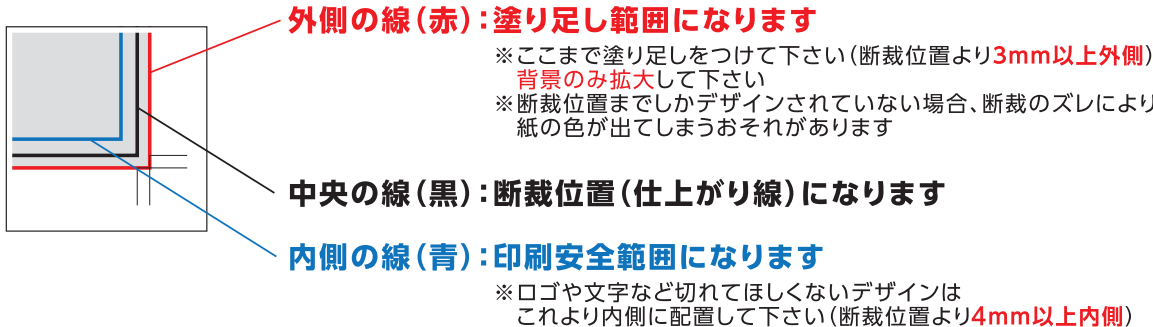 外側の線（赤）：塗り足し範囲になります
※ここまで塗り足しをつけて下さい（断裁位置より3mm以上外側）
背景のみ拡大して下さい
※断裁位置までしかデザインされていない場合、断裁のズレにより
紙の色が出てしまうおそれがあります
中央の線（黒）：断裁位置（仕上がり線）になります
内側の線（青）：印刷安全範囲になります
※ロゴや文字など切れてほしくないデザインは
これより内側に配置して下さい（断裁位置より4mm以上内側）